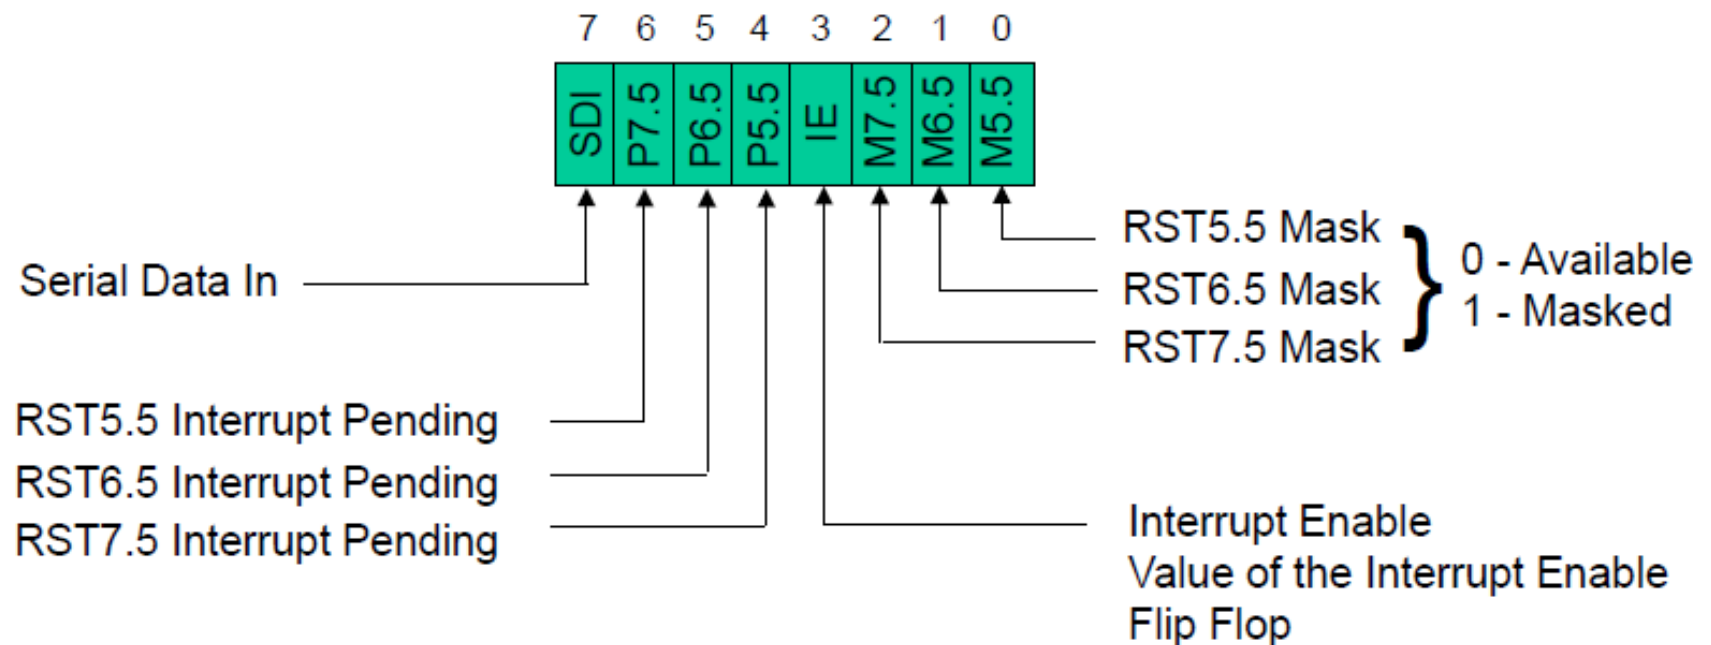 7 6 5 4 3 2 1 0
SDI P7.5 P6.5 P5.5 IE M7.5 M6.5 M5.5
Serial Data In
RST5.5 Interrupt Pending
RST6.5 Interrupt Pending
RST7.5 Interrupt Pending
RST5.5 Mask
RST6.5 Mask
RST7.5 Mask
0 - Available
1 - Masked
Interrupt Enable
Value of the Interrupt Enable
Flip Flop